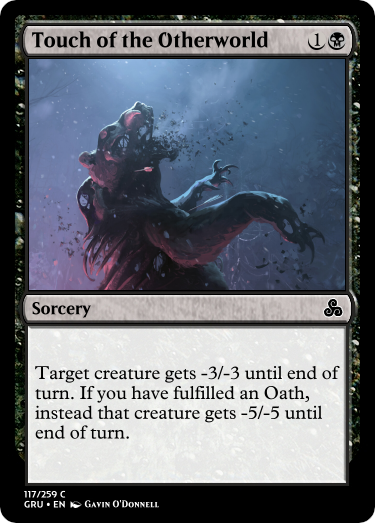 Touch of the Otherworld 1
Sorcery
Target creature gets -3/-3 until end of
turn. If you have fulfilled an Oath,
instead that creature gets -5/-5 until
end of turn.
117/259 C
GRU • EN Gavin O'Donnell